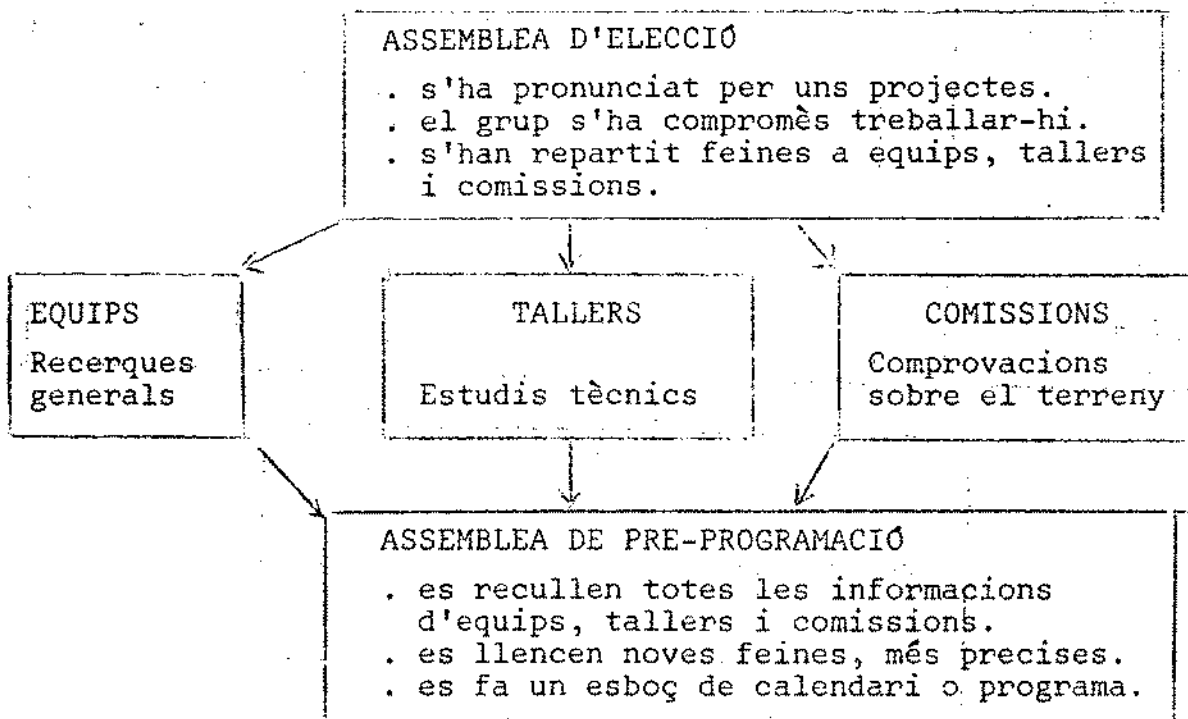 ASSEMBLEA D'ELECCIÓ
. s'ha pronunciat per uns projectes.
. el grup s'ha compromès treballar-hi.
. s'han repartit feines a equips, tallers
i comissions.
EQUIPS
Recerques
generals
TALLERS
Estudis tècnics
COMISSIONS
Comprovacions
sobre el terreny
ASSEMBLEA DE PRE-PROGRAMACIÓ
. es recullen totes les informacions
d'equips, tallers i comissions.
. es llencen noves feines, més precises.
. es fa un esboç de calendari o programa.